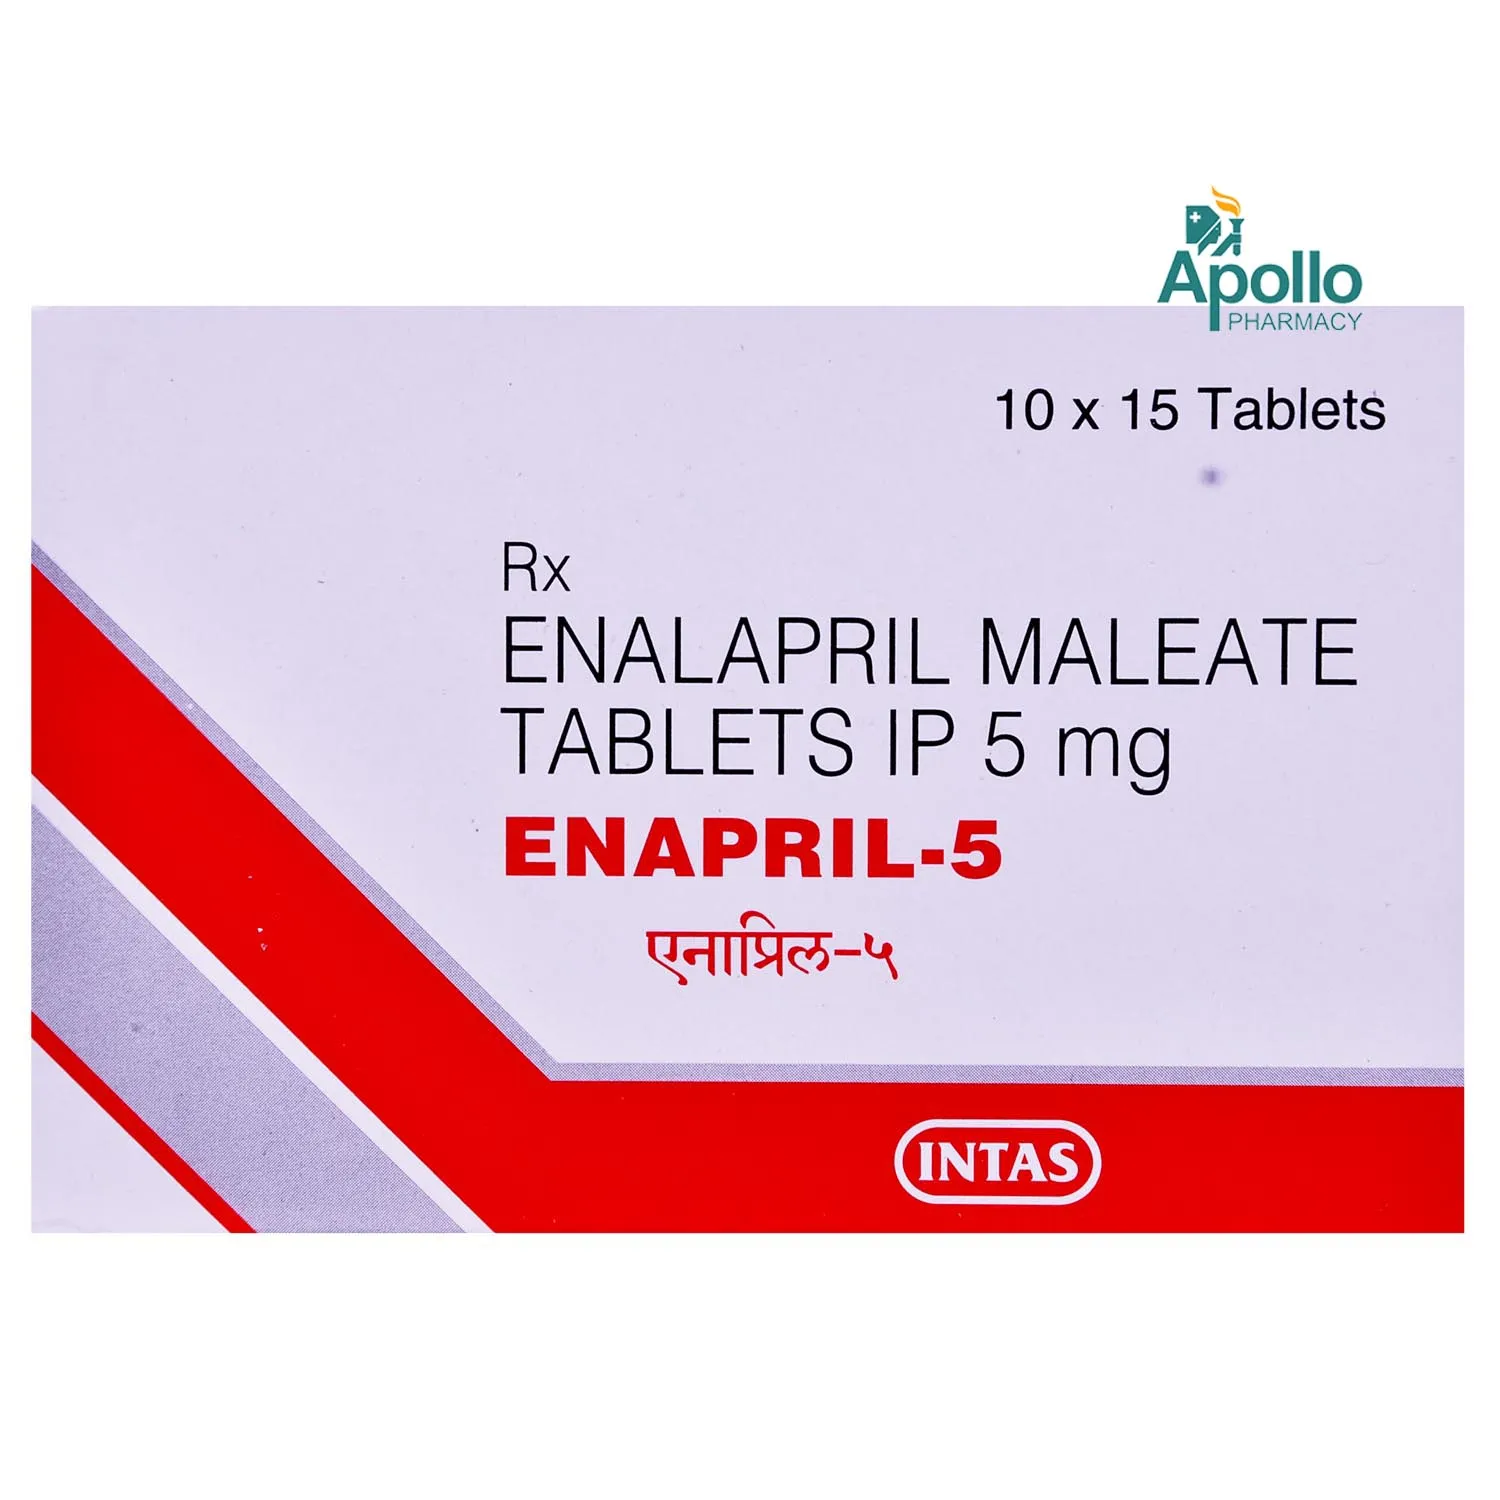 Apollo
PHARMACY
10 x 15 Tablets
Rx
ENALAPRIL MALEATE
TABLETS IP 5 mg
ENAPRIL-5
एनाप्रिल-५
INTAS